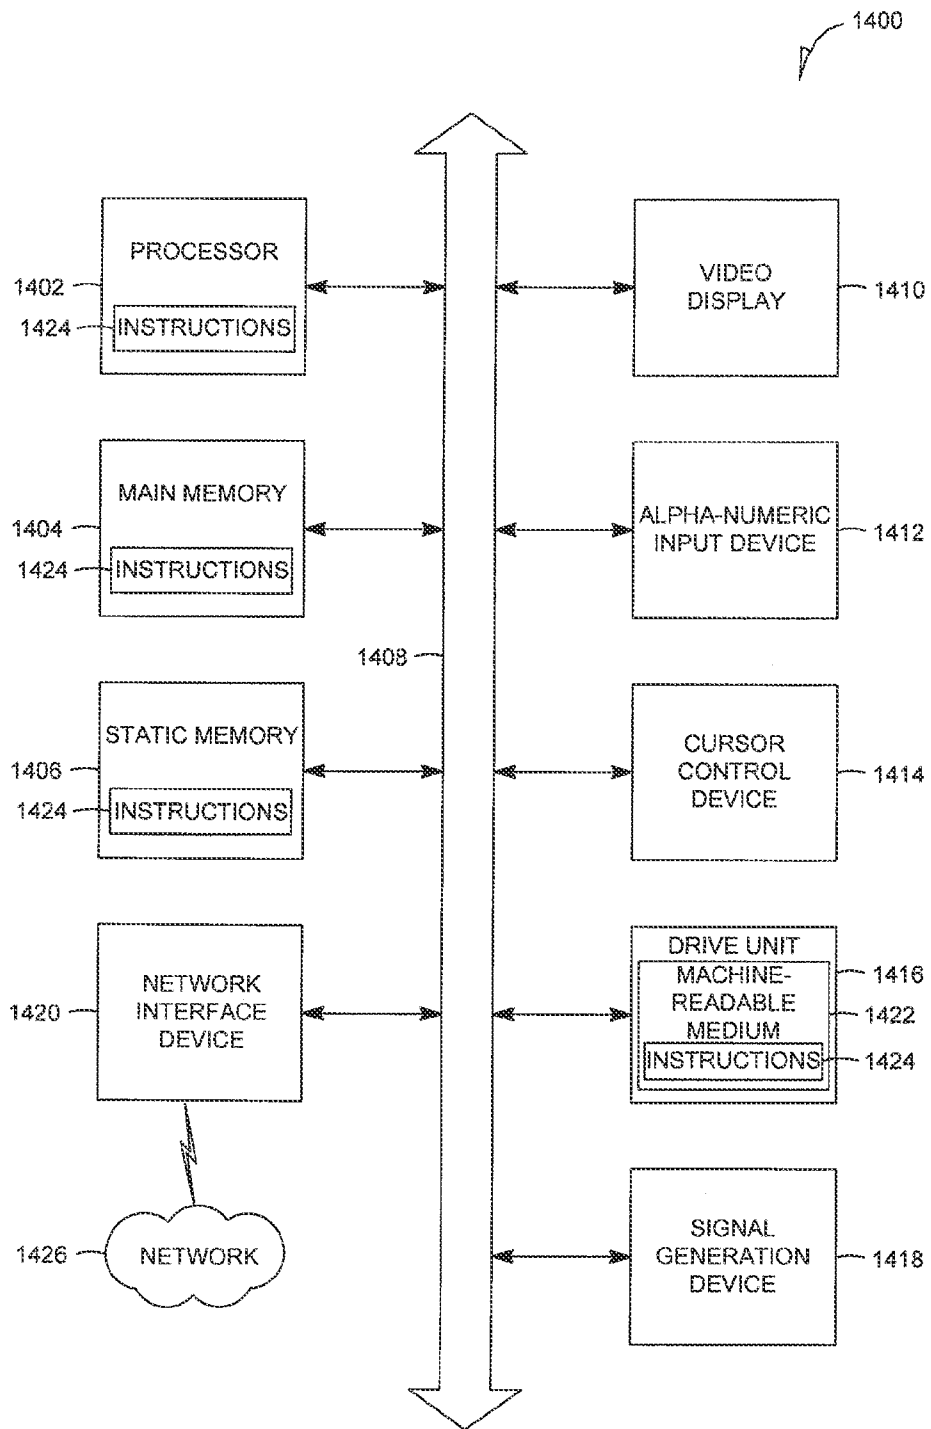 1400
PROCESSOR
1402
1424
INSTRUCTIONS
VIDEO
DISPLAY
1410
MAIN MEMORY
1404
1424
INSTRUCTIONS
ALPHA-NUMERIC
INPUT DEVICE
1412
1408
STATIC MEMORY
1406
1424
INSTRUCTIONS
CURSOR
CONTROL
DEVICE
1414
NETWORK
INTERFACE
DEVICE
1420
DRIVE UNIT
1416
MACHINE-
READABLE
MEDIUM
1422
INSTRUCTIONS
1424
1426
NETWORK
SIGNAL
GENERATION
DEVICE
1418